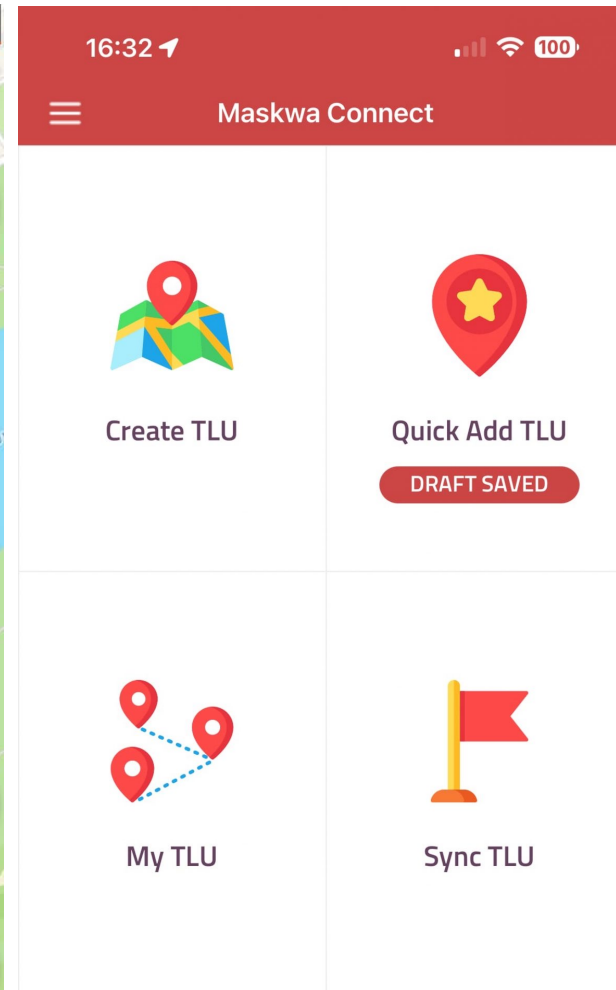 16:32
100
Maskwa Connect
Create TLU
Quick Add TLU
DRAFT SAVED
My TLU
Sync TLU